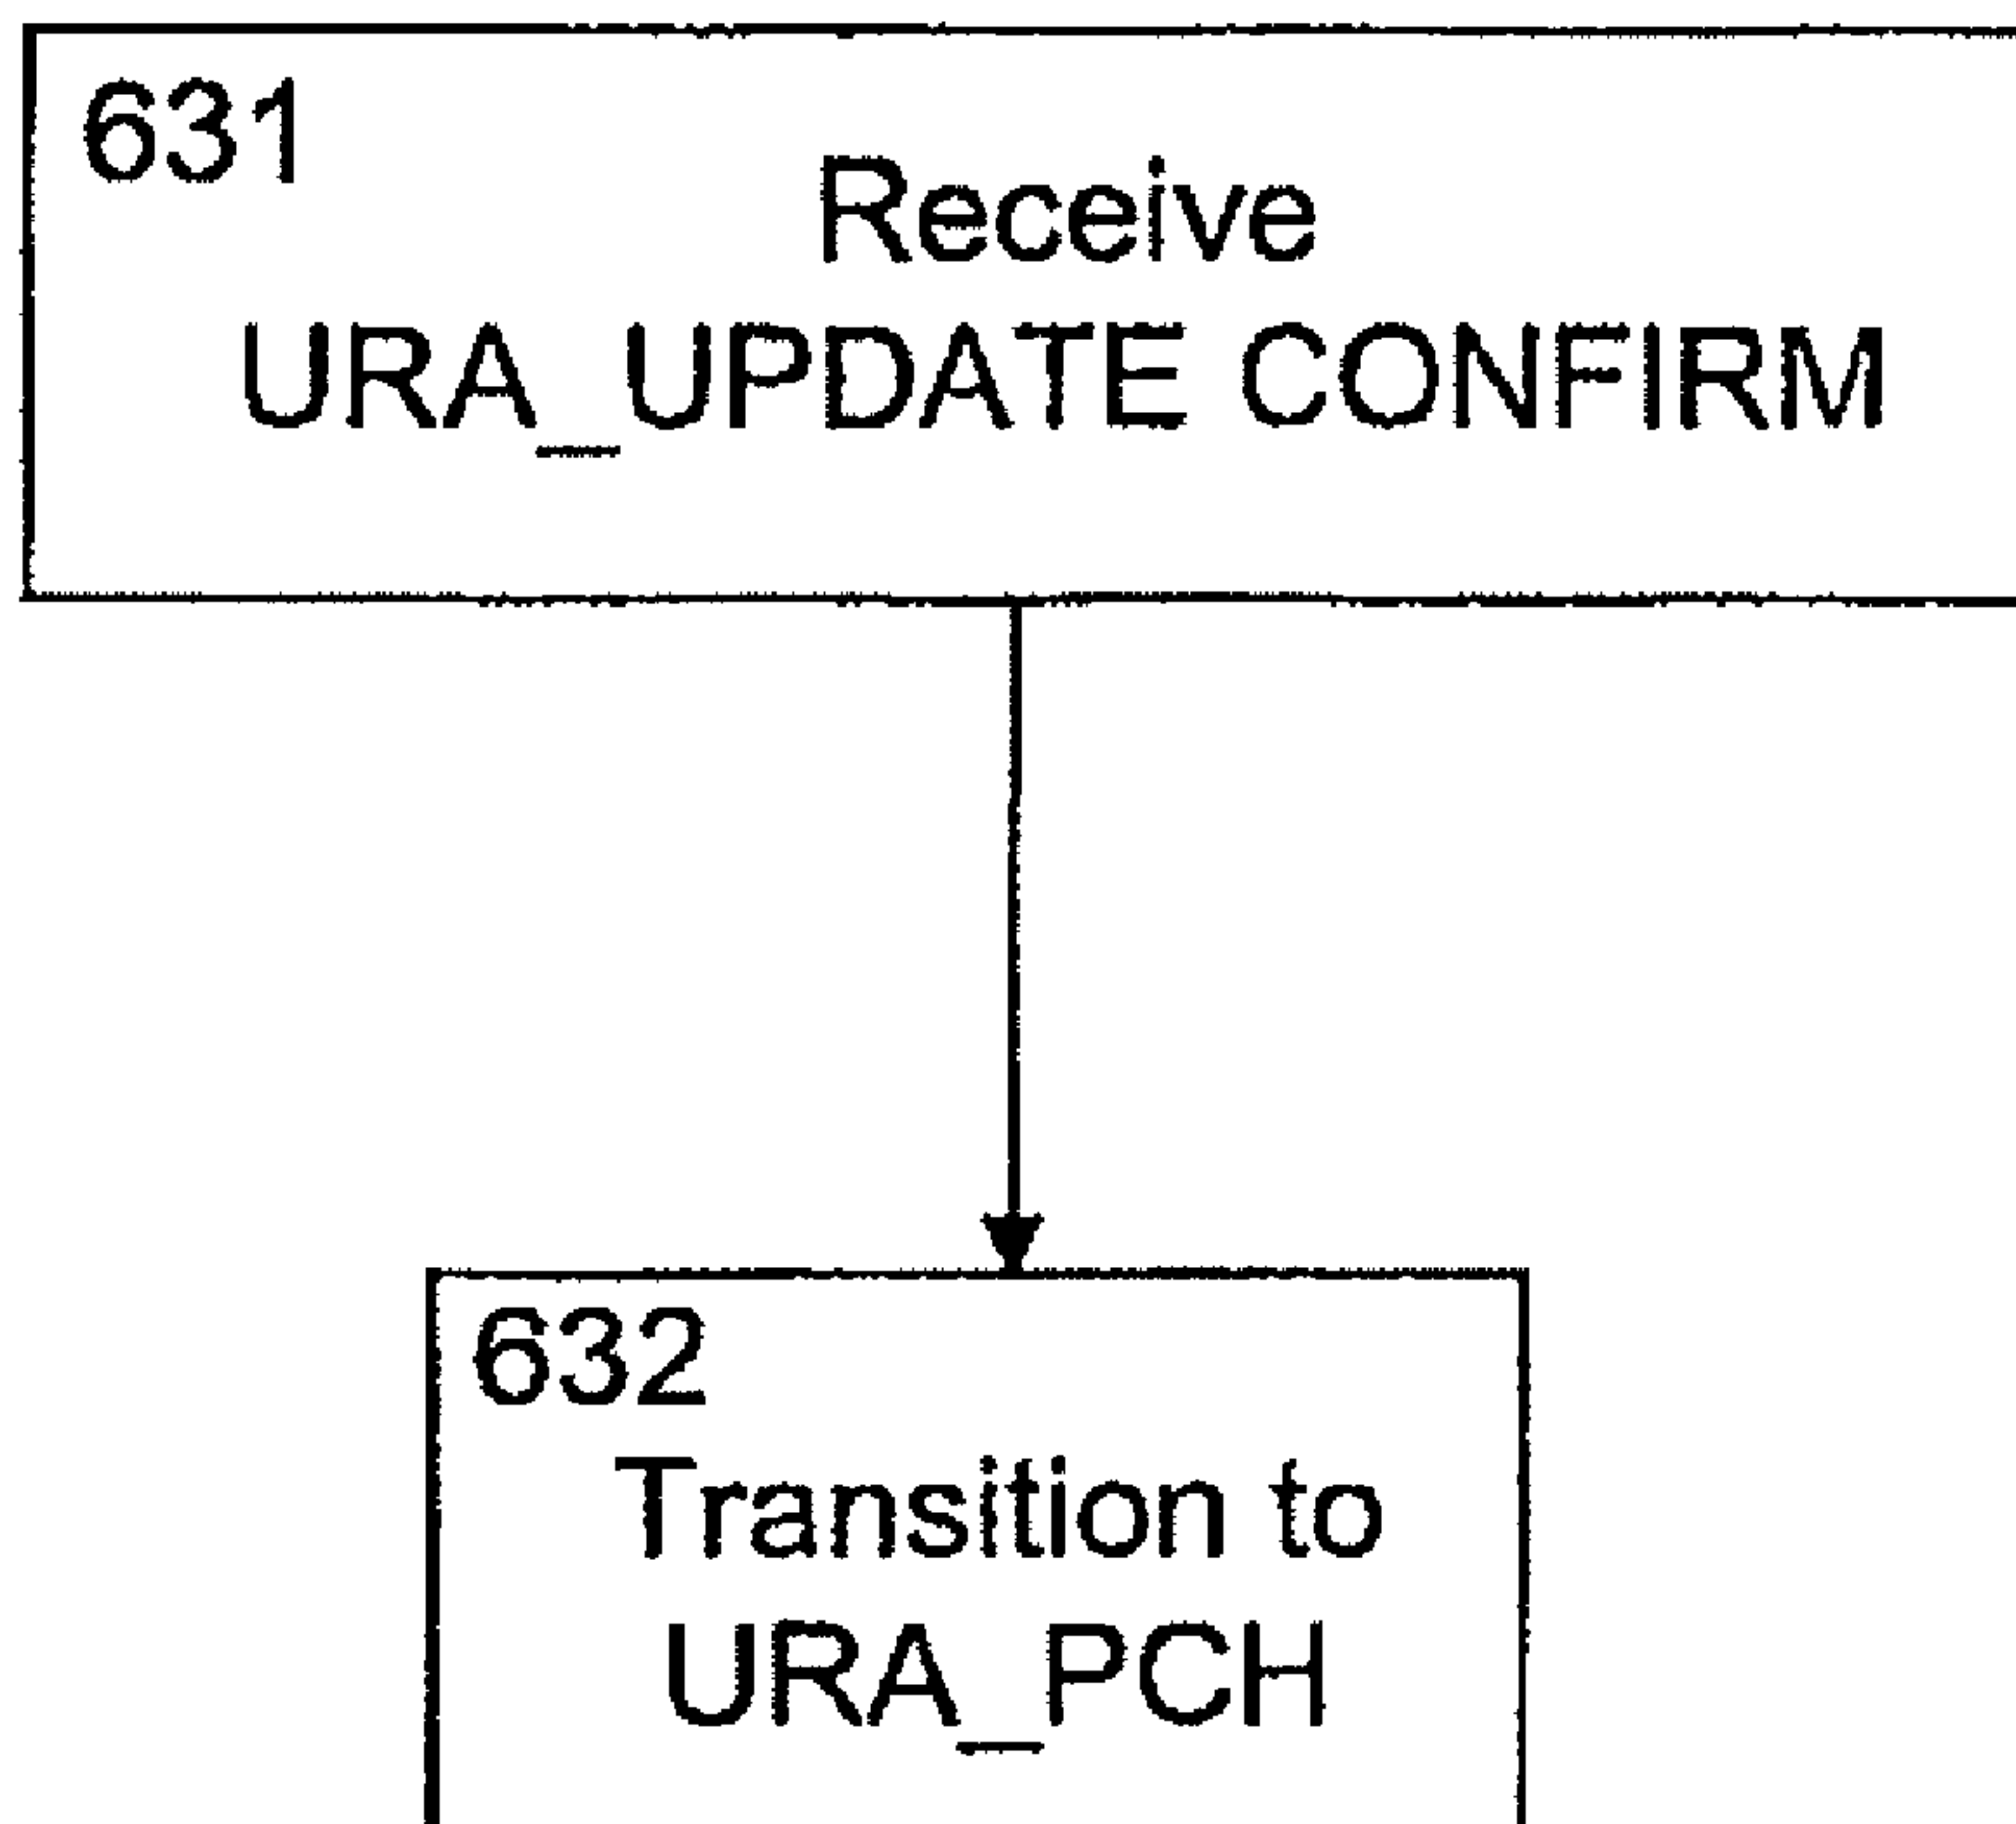 631
Receive
URA_UPDATE CONFIRM
632
Transition to
URA_PCH